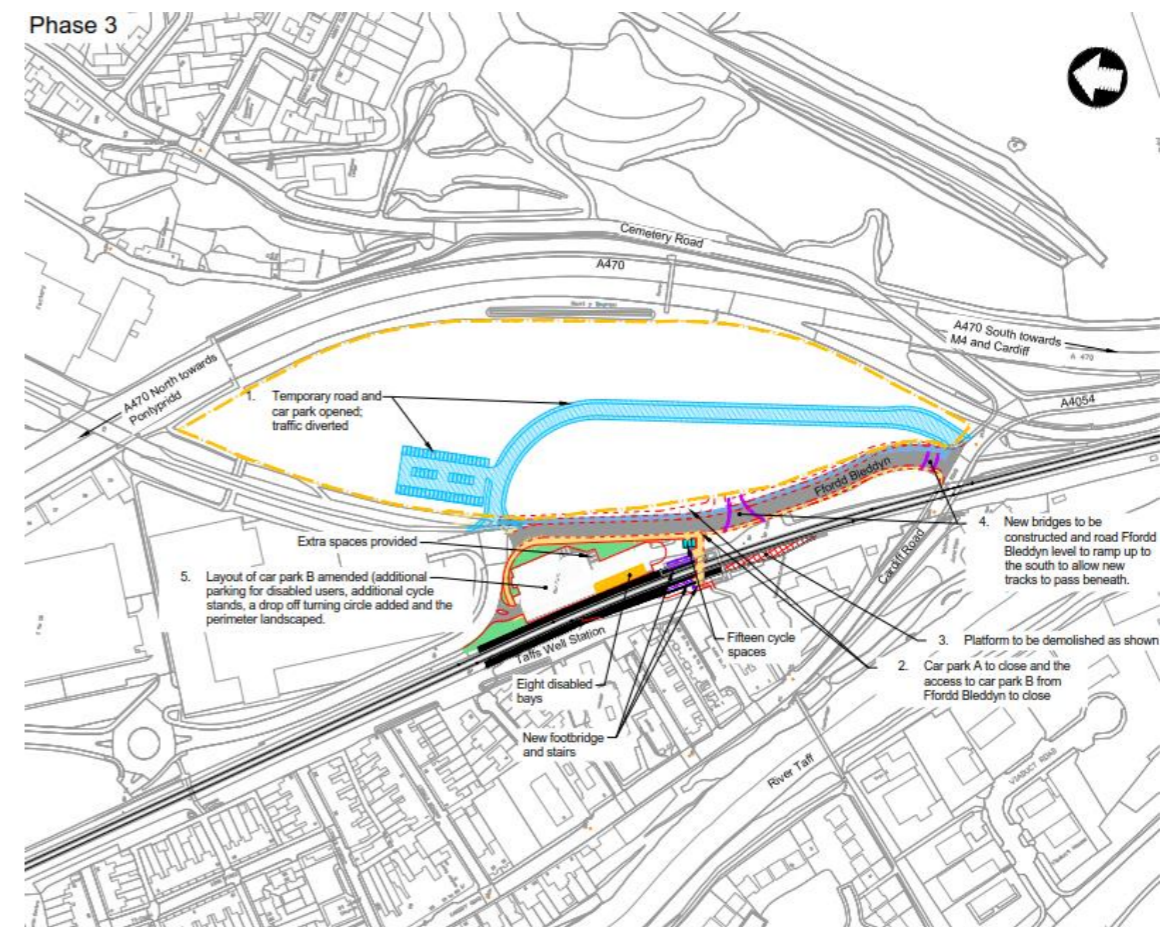 Phase 3
Cemetery Road
A470
A470 South towards
M4 and Cardiff
A 470
A470 North towards
Pontypridd
A4054
1. Temporary road and
car park opened;
traffic diverted
Ffordd Bleddyn
Extra spaces provided
4. New bridges to be
constructed and road Ffordd
Bleddyn level to ramp up to
the south to allow new
tracks to pass beneath.
Cardiff Road
5. Layout of car park B amended (additional
parking for disabled users, additional cycle
stands, a drop off turning circle added and the
perimeter landscaped.
Taffs Well Station
Fifteen cycle
spaces
3. Platform to be demolished as shown
2. Car park A to close and the
access to car park B from
Ffordd Bleddyn to close
Eight disabled
bays
New footbridge
and stairs
River Taff
VIADUCT ROAD